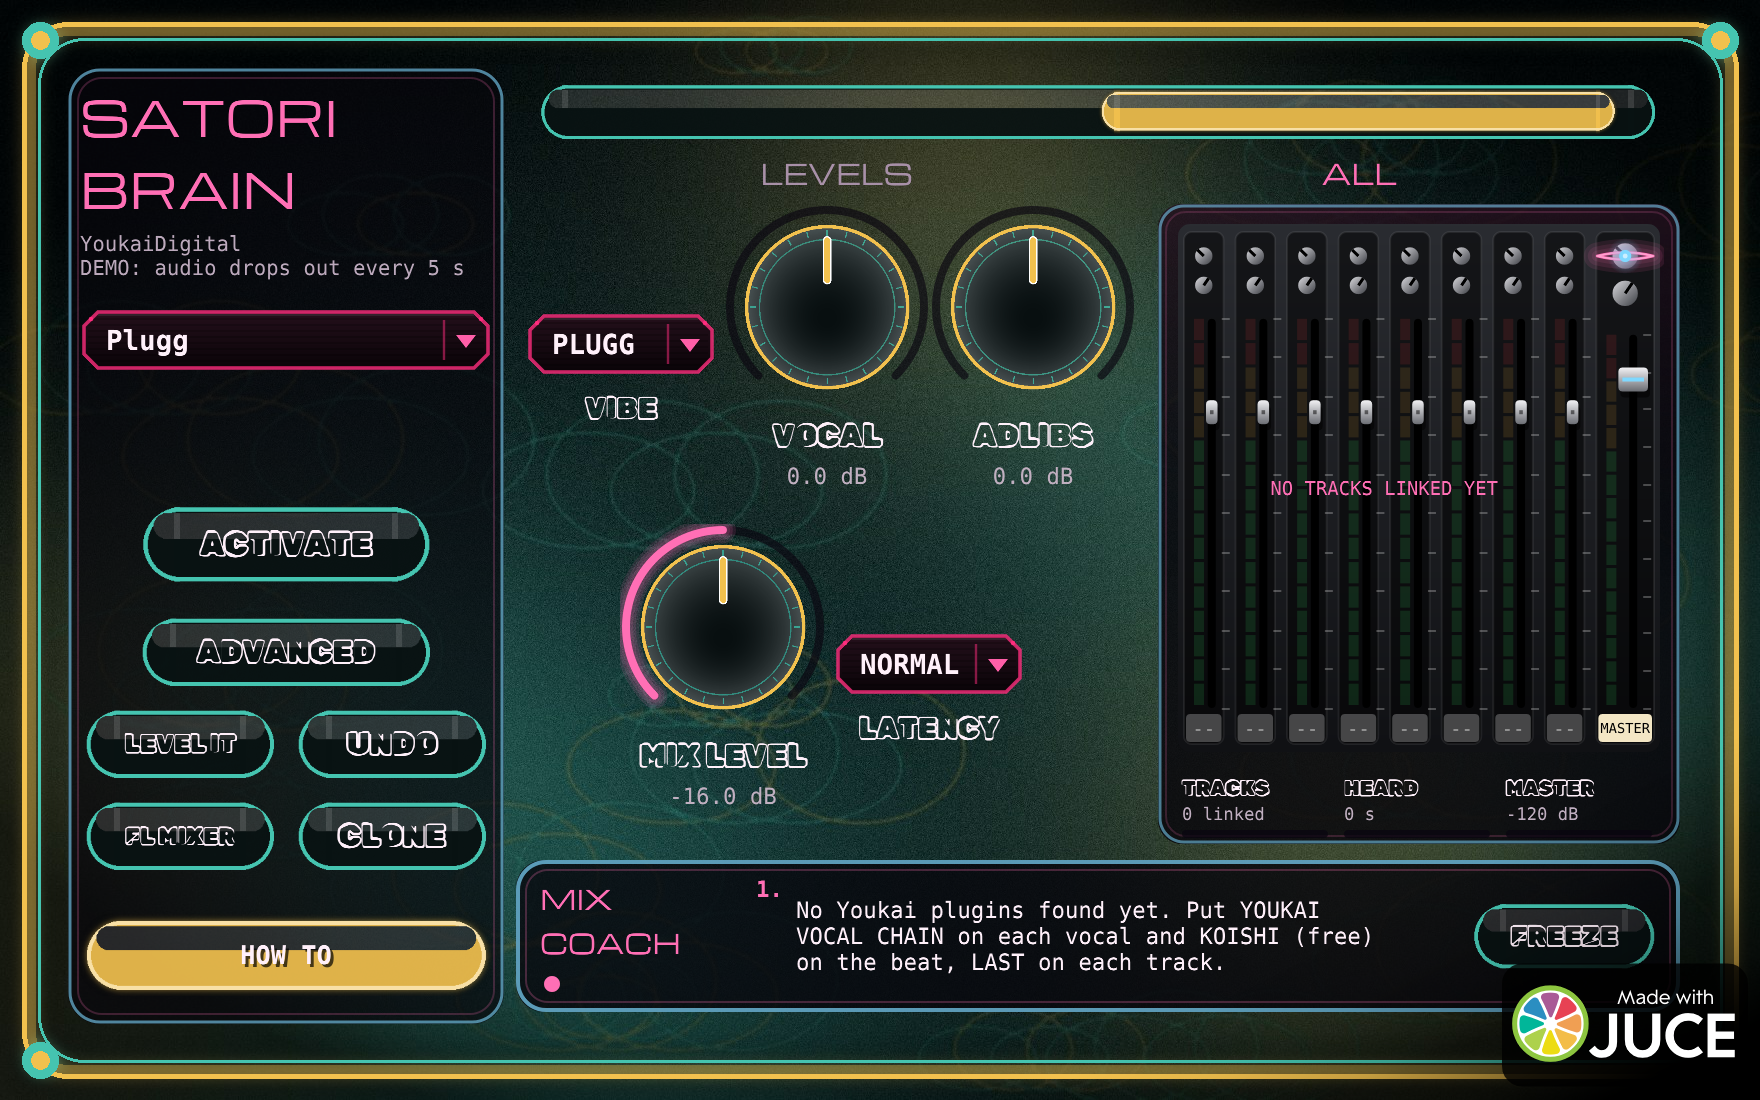 SATORI
BRAIN
YoukaiDigital
DEMO: audio drops out every 5 s
Plugg
ACTIVATE
ADVANCED
LEVEL IT
UNDO
FL MIXER
CLONE
HOW TO
LEVELS
ALL
PLUGG
VIBE
VOCAL
0.0 dB
ADLIBS
0.0 dB
MIX LEVEL
-16.0 dB
NORMAL
LATENCY
NO TRACKS LINKED YET
-- -- -- -- -- -- -- -- MASTER
TRACKS HEARD MASTER
0 linked 0 s -120 dB
MIX
COACH
1.
No Youkai plugins found yet. Put YOUKAI
VOCAL CHAIN on each vocal and KOISHI (free)
on the beat, LAST on each track.
FREEZE
Made with
JUCE